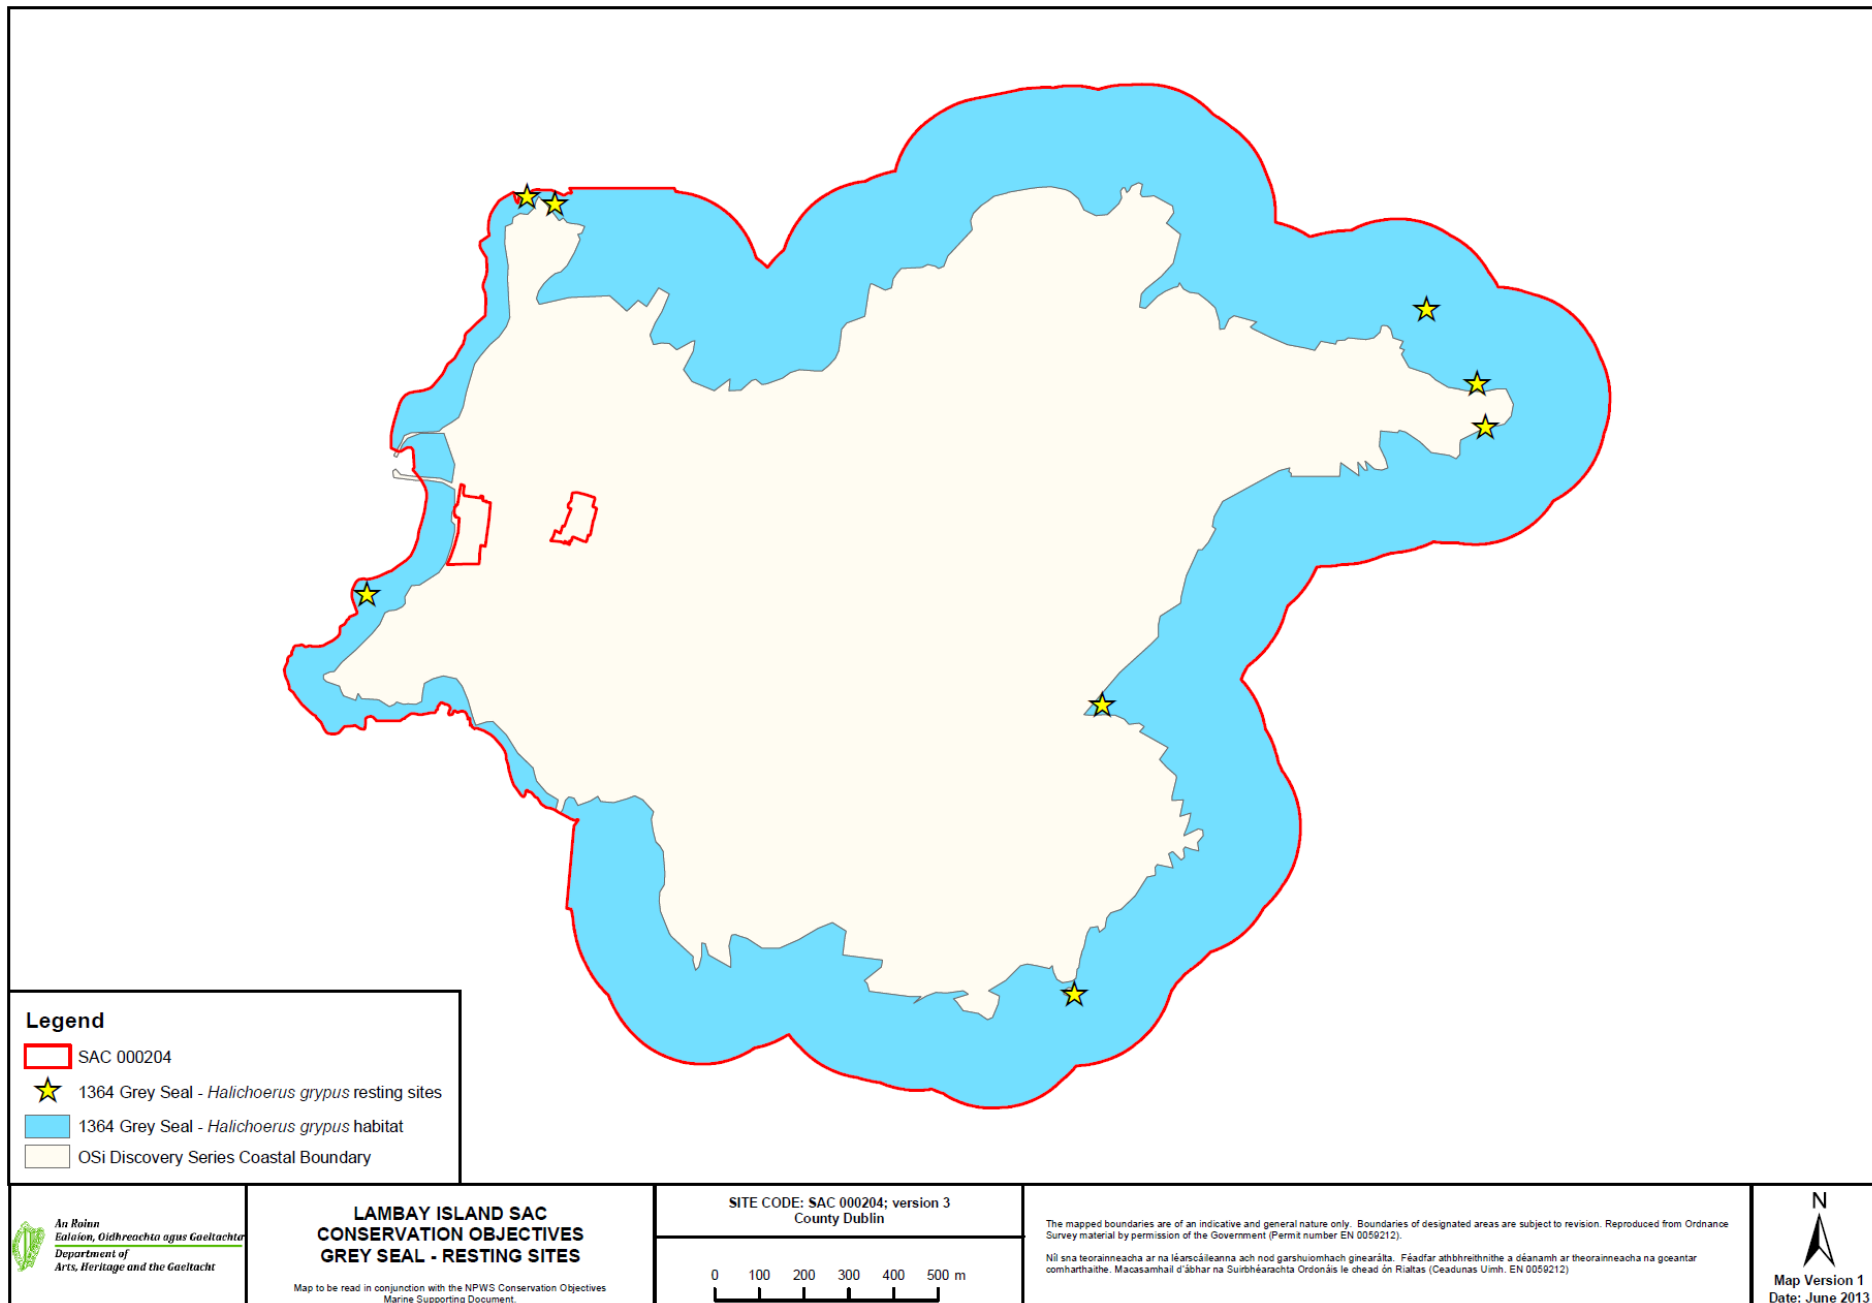 Legend
SAC 000204
1364 Grey Seal - Halichoerus grypus resting sites
1364 Grey Seal - Halichoerus grypus habitat
OSi Discovery Series Coastal Boundary
An Roinn
Ealaíon, Oidhreachta agus Gaeltachta
Department of
Arts, Heritage and the Gaeltacht
LAMBAY ISLAND SAC
CONSERVATION OBJECTIVES
GREY SEAL - RESTING SITES
Map to be read in conjunction with the NPWS Conservation Objectives
Marine Supporting Document.
SITE CODE: SAC 000204; version 3
County Dublin
0 100 200 300 400 500 m
The mapped boundaries are of an indicative and general nature only. Boundaries of designated areas are subject to revision. Reproduced from Ordnance
Survey material by permission of the Government (Permit number EN 0059212).
Níl sna teorainneacha ar na léarscáileanna ach nod garshuiomhach ginearálta. Féadfar athbhreithnithe a déanamh ar theorainneacha na gceantar
comharthaithe. Macasamhail d'ábhar na Suirbhéarachta Ordonáis le chead ón Rialtas (Ceadunas Uimh. EN 0059212)
N
Map Version 1
Date: June 2013